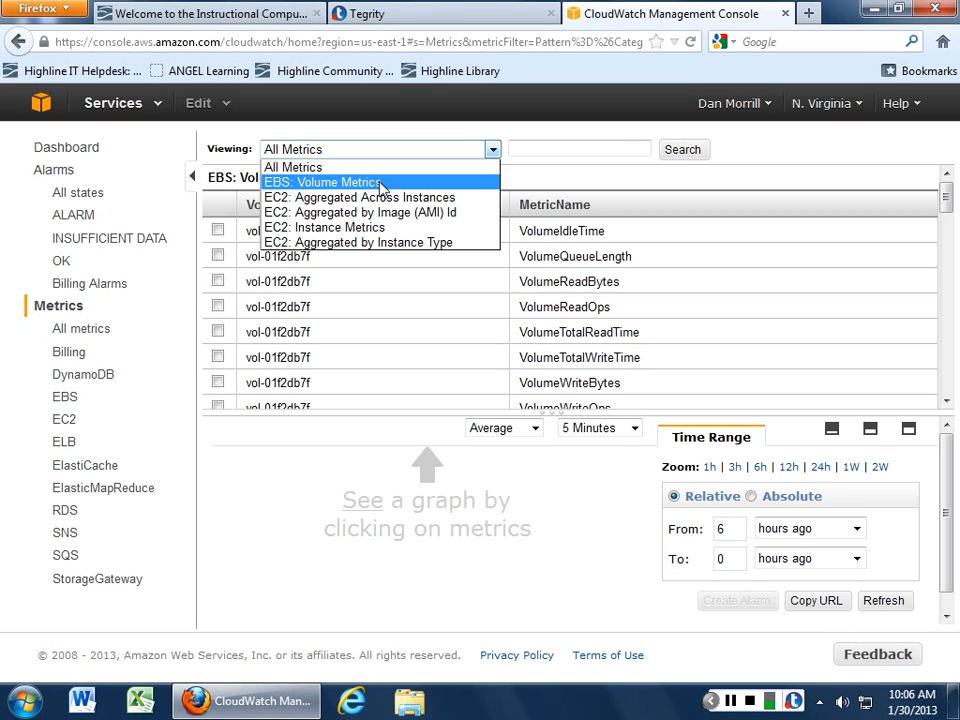 Firefox
Welcome to the Instructional Compu...
Tegrity
CloudWatch Management Console
https://console.aws.amazon.com/cloudwatch/home?region=us-east-1#s=Metrics&metricFilter=Pattern%3D%26Categ
Google
Highline IT Helpdesk: ...
ANGEL Learning
Highline Community ...
Highline Library
Bookmarks
Services
Edit
Dan Morrill
N. Virginia
Help
Dashboard
Alarms
All states
ALARM
INSUFFICIENT DATA
OK
Billing Alarms
Metrics
All metrics
Billing
DynamoDB
EBS
EC2
ELB
ElastiCache
ElasticMapReduce
RDS
SNS
SQS
StorageGateway
Viewing:
All Metrics
Search
All Metrics
EBS: Volume Metrics
EC2: Aggregated Across Instances
EC2: Aggregated by Image (AMI) Id
EC2: Instance Metrics
EC2: Aggregated by Instance Type
EBS: Vol
Vo
MetricName
vo
VolumeIdleTime
vol-01f2db7f
VolumeQueueLength
vol-01f2db7f
VolumeReadBytes
vol-01f2db7f
VolumeReadOps
vol-01f2db7f
VolumeTotalReadTime
vol-01f2db7f
VolumeTotalWriteTime
vol-01f2db7f
VolumeWriteBytes
vol-01f2db7f
VolumeWriteOps
Average
5 Minutes
See a graph by
clicking on metrics
Time Range
Zoom: 1h | 3h | 6h | 12h | 24h | 1W | 2W
Relative
Absolute
From: 6 hours ago
To: 0 hours ago
Create Alarm
Copy URL
Refresh
© 2008 - 2013, Amazon Web Services, Inc. or its affiliates. All rights reserved.
Privacy Policy
Terms of Use
Feedback
CloudWatch Man...
10:06 AM
1/30/2013